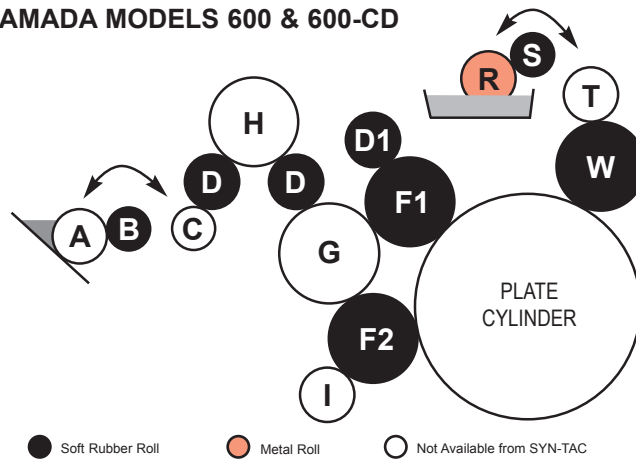 AMADA MODELS 600 & 600-CD
S
R
T
H
D1
W
D
D
F1
A
B
C
G
PLATE
CYLINDER
F2
I
Soft Rubber Roll
Metal Roll
Not Available from SYN-TAC